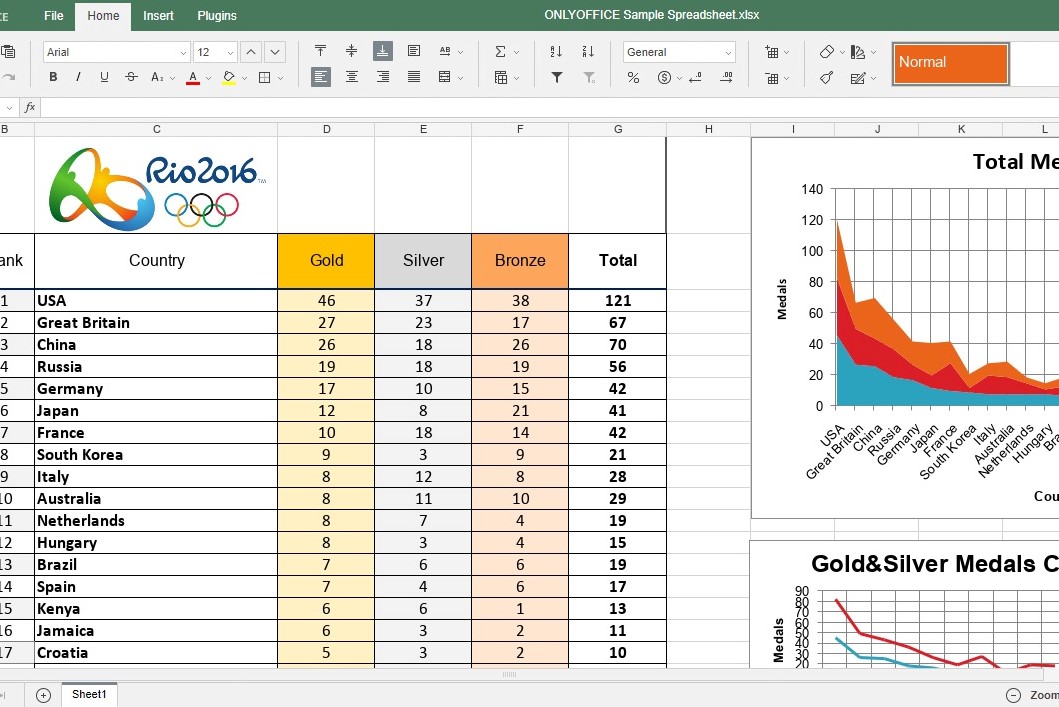 CE File Home Insert Plugins ONLYOFFICE Sample Spreadsheet.xlsx
Arial 12 AB General Normal
B I U S A₂ A %
fx
B C D E F G H I J K L
Rio2016™
ank Country Gold Silver Bronze Total
1 USA 46 37 38 121
2 Great Britain 27 23 17 67
3 China 26 18 26 70
4 Russia 19 18 19 56
5 Germany 17 10 15 42
6 Japan 12 8 21 41
7 France 10 18 14 42
8 South Korea 9 3 9 21
9 Italy 8 12 8 28
10 Australia 8 11 10 29
11 Netherlands 8 7 4 19
12 Hungary 8 3 4 15
13 Brazil 7 6 6 19
14 Spain 7 4 6 17
15 Kenya 6 6 1 13
16 Jamaica 6 3 2 11
17 Croatia 5 3 2 10
Total Me
140
120
100
80
60
40
20
0
Medals
USA
Great Britain
China
Russia
Germany
Japan
France
South Korea
Italy
Australia
Netherlands
Hungary
Bra
Cou
Gold&Silver Medals C
90
80
70
60
50
40
30
20
Medals
Sheet1 Zoom